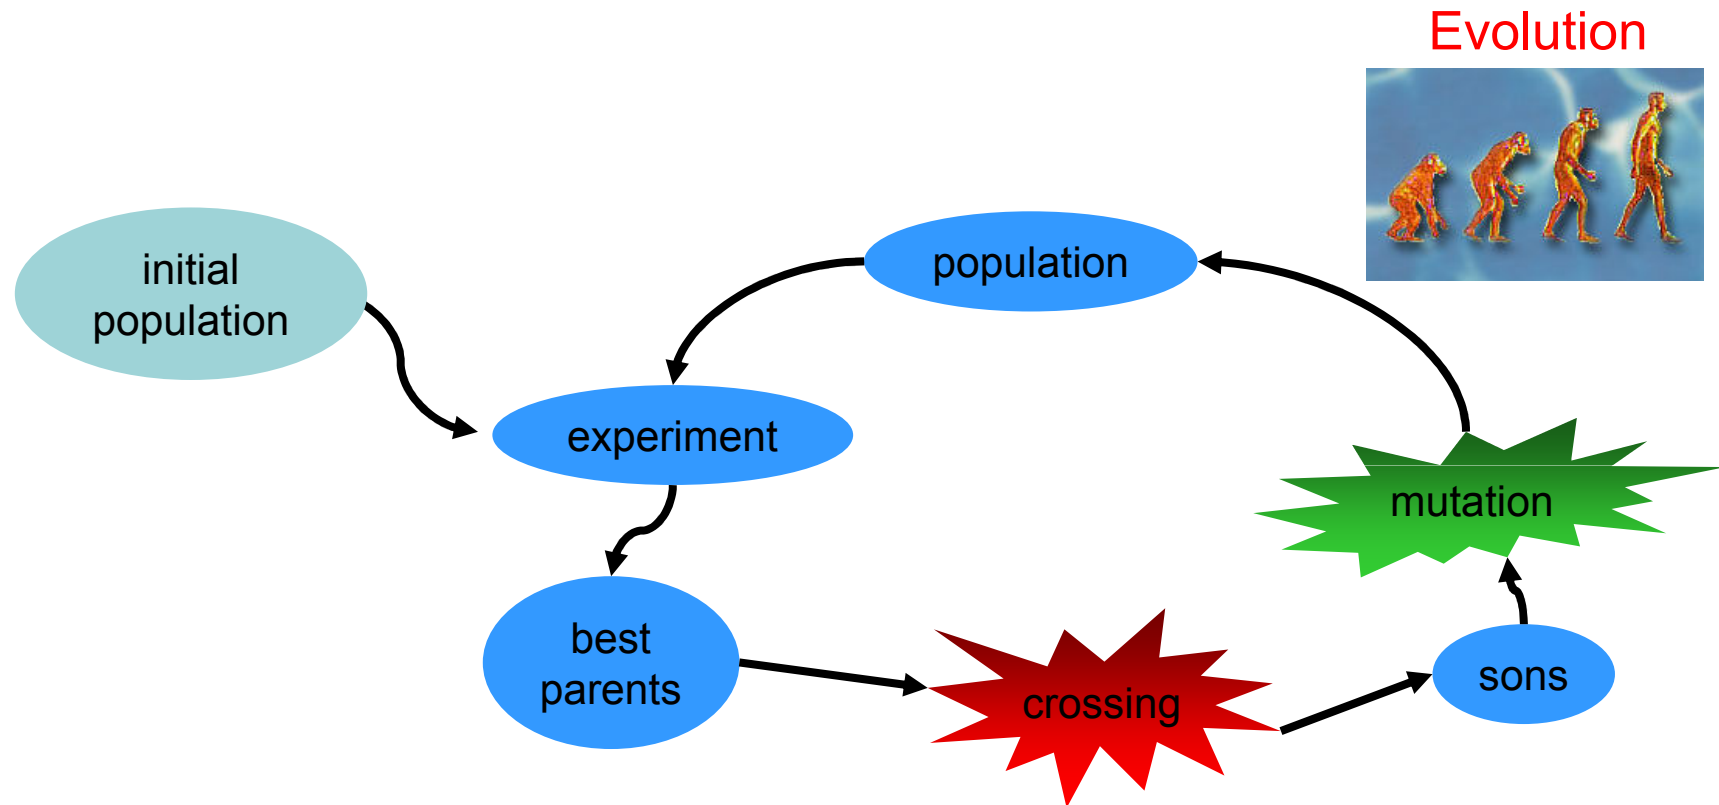 Evolution
initial
population
population
experiment
mutation
best
parents
crossing
sons